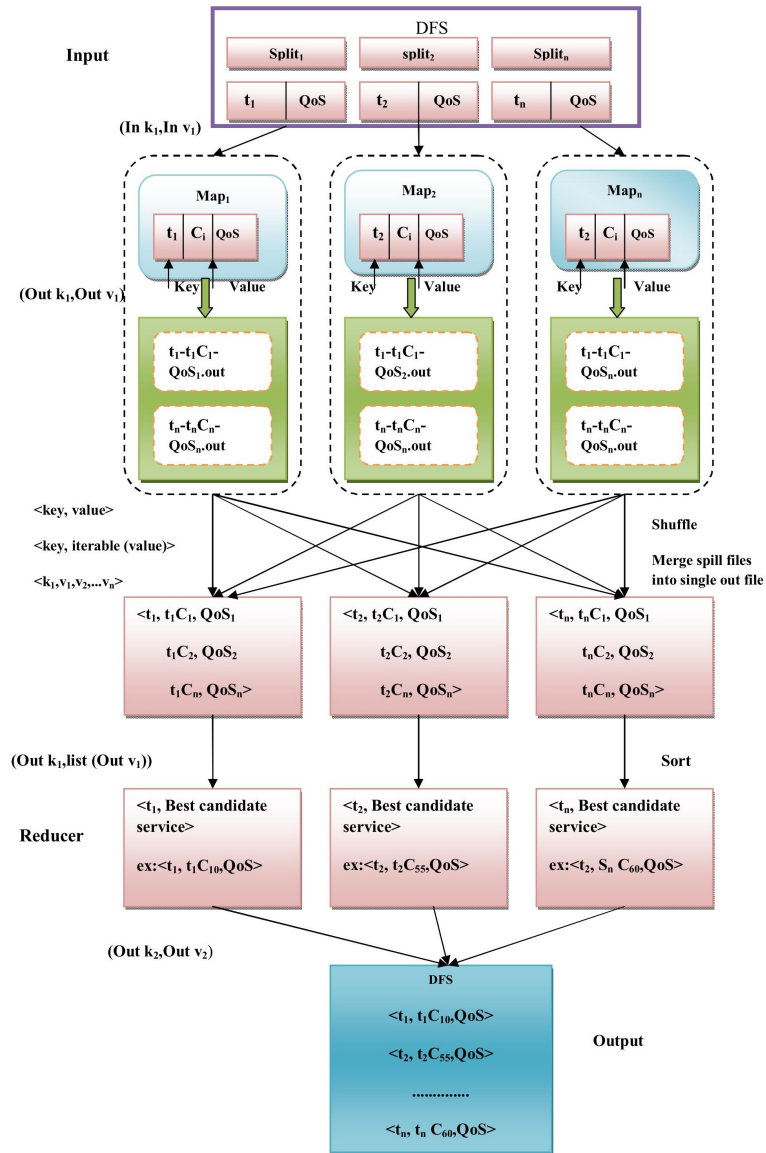 DFS
Input
Split₁ split₂ Splitₙ
t₁ QoS t₂ QoS tₙ QoS
(In k₁,In v₁)
Map₁ Map₂ Mapₙ
t₁ Cᵢ QoS t₂ Cᵢ QoS t₂ Cᵢ QoS
Key Value Key Value Key Value
(Out k₁,Out v₁)
t₁-t₁C₁- t₁-t₁C₁- t₁-t₁C₁-
QoS₁.out QoS₂.out QoSₙ.out
tₙ-tₙCₙ- tₙ-tₙCₙ- tₙ-tₙCₙ-
QoSₙ.out QoSₙ.out QoSₙ.out
<key, value>
Shuffle
<key, iterable (value)>
Merge spill files
into single out file
<k₁,v₁,v₂,...vₙ>
<t₁, t₁C₁, QoS₁ <t₂, t₂C₁, QoS₁ <tₙ, tₙC₁, QoS₁
t₁C₂, QoS₂ t₂C₂, QoS₂ tₙC₂, QoS₂
t₁Cₙ, QoSₙ> t₂Cₙ, QoSₙ> tₙCₙ, QoSₙ>
(Out k₁,list (Out v₁)) Sort
Reducer
<t₁, Best candidate <t₂, Best candidate <tₙ, Best candidate
service> service> service>
ex:<t₁, t₁C₁₀,QoS> ex:<t₂, t₂C₅₅,QoS> ex:<t₂, Sₙ C₆₀,QoS>
(Out k₂,Out v₂)
DFS
<t₁, t₁C₁₀,QoS>
Output
<t₂, t₂C₅₅,QoS>
..............
<tₙ, tₙ C₆₀,QoS>